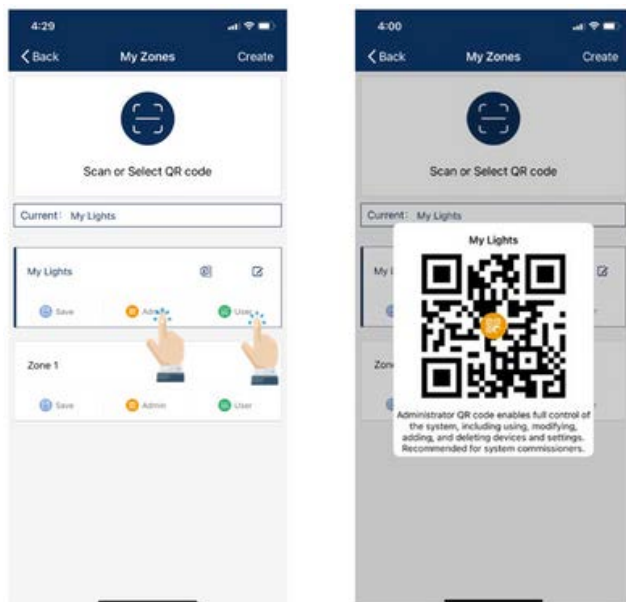 4:29
Back My Zones Create
Scan or Select QR code
Current: My Lights
My Lights
Save Admin User
Zone 1
Save Admin User
4:00
Back My Zones Create
Scan or Select QR code
Current: My Lights
My Lights
Administrator QR code enables full control of
the system, including using, modifying,
adding, and deleting devices and settings.
Recommended for system commissioners.